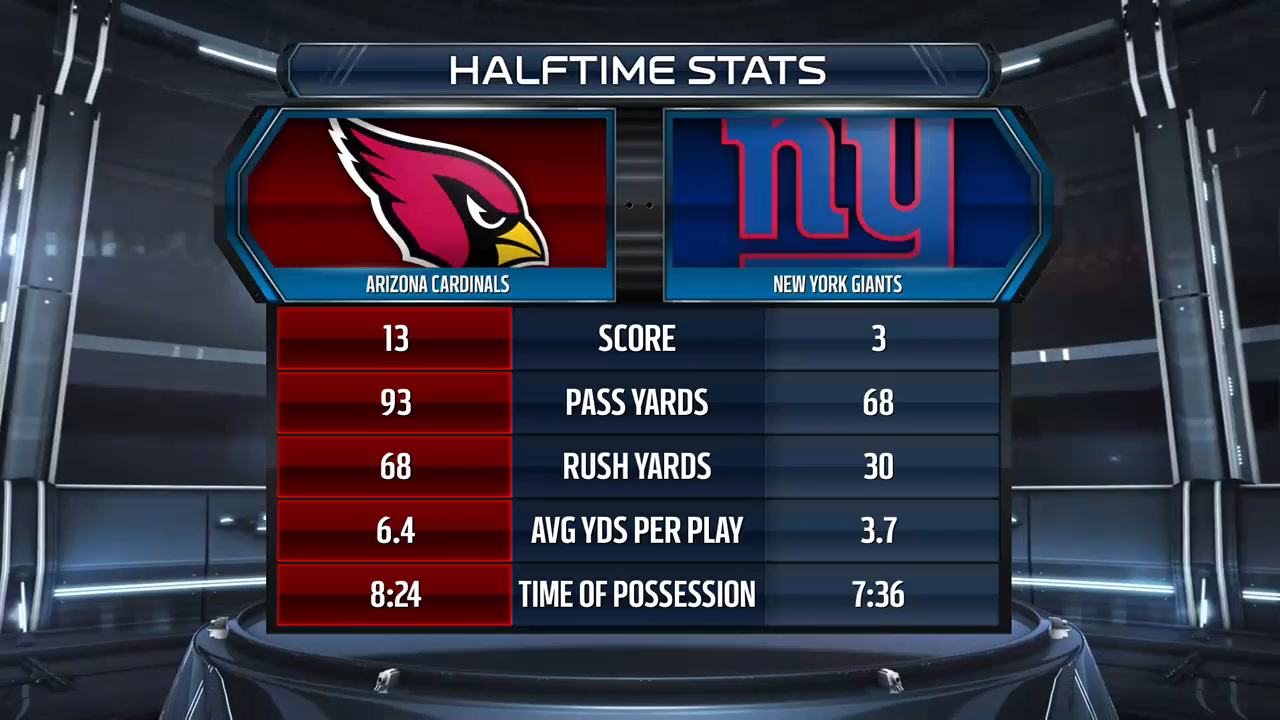 HALFTIME STATS
ny
ARIZONA CARDINALS
NEW YORK GIANTS
13 SCORE 3
93 PASS YARDS 68
68 RUSH YARDS 30
6.4 AVG YDS PER PLAY 3.7
8:24 TIME OF POSSESSION 7:36